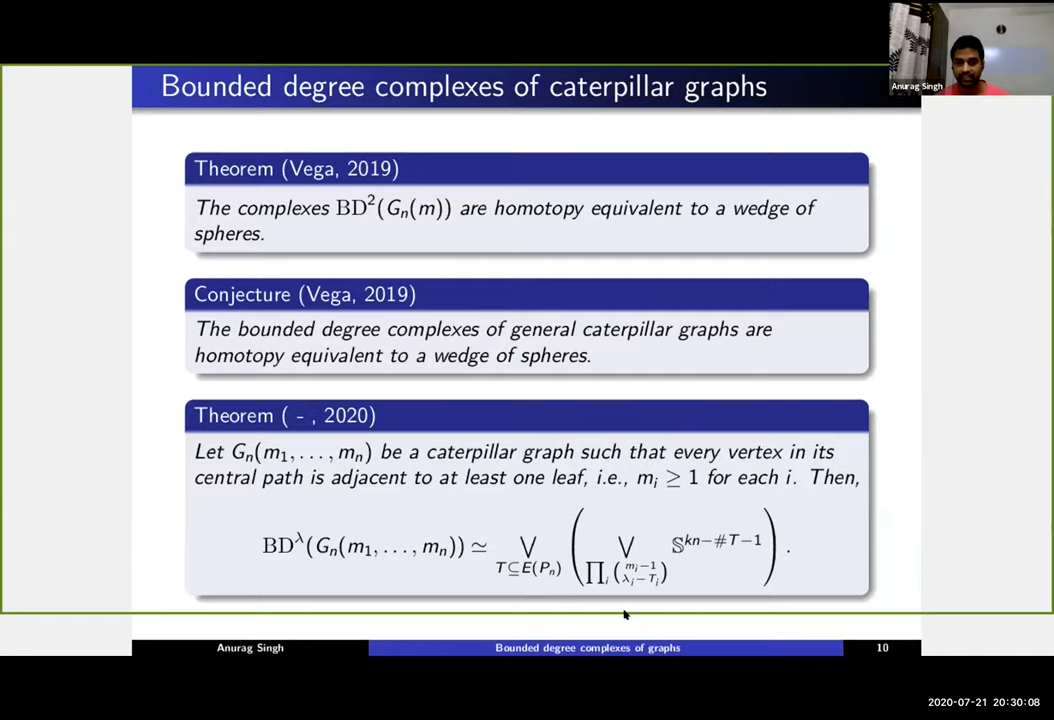 Bounded degree complexes of caterpillar graphs
Anurag Singh
Theorem (Vega, 2019)
The complexes BD²(Gₙ(m)) are homotopy equivalent to a wedge of
spheres.
Conjecture (Vega, 2019)
The bounded degree complexes of general caterpillar graphs are
homotopy equivalent to a wedge of spheres.
Theorem ( - , 2020)
Let Gₙ(m₁, . . . , mₙ) be a caterpillar graph such that every vertex in its
central path is adjacent to at least one leaf, i.e., mᵢ ≥ 1 for each i. Then,
BD^λ(Gₙ(m₁, . . . , mₙ)) ≃ ⋁_{T⊆E(Pₙ)} ( ⋁_{∏ᵢ (mᵢ−1 \choose λᵢ−Tᵢ)} 𝕊^{kn−#T−1} ) .
Anurag Singh Bounded degree complexes of graphs 10
2020-07-21 20:30:08